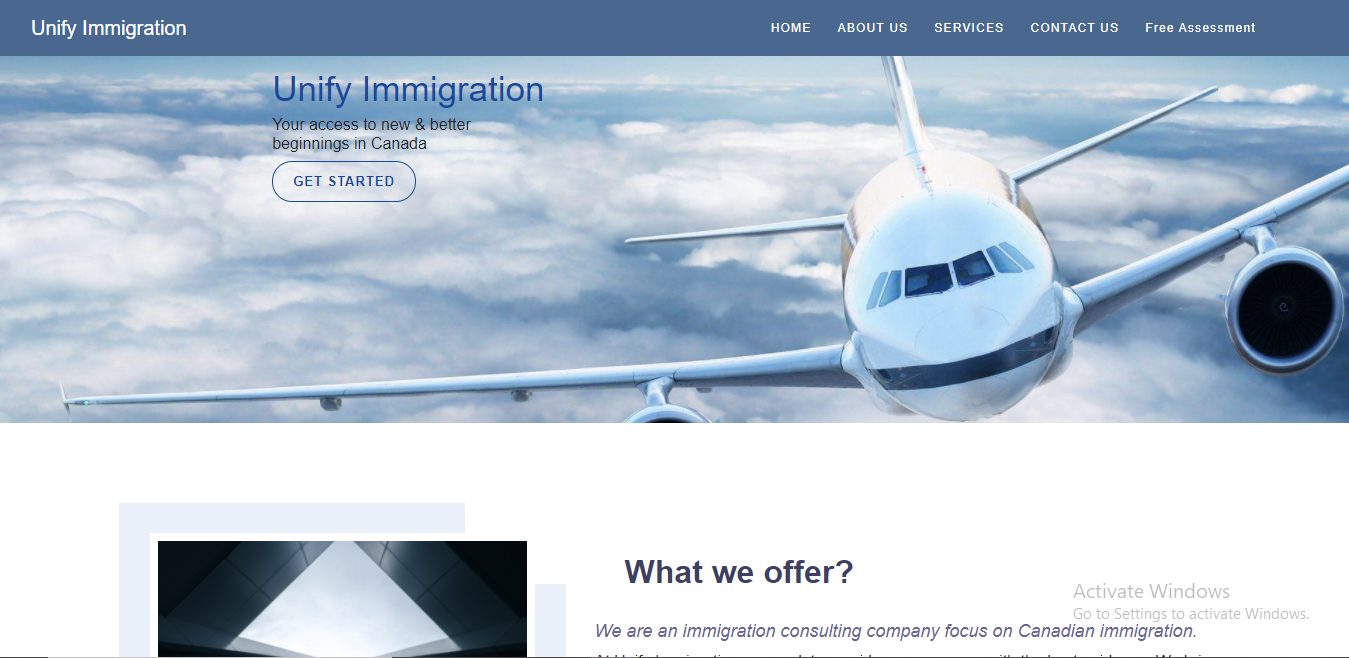 Unify Immigration
HOME ABOUT US SERVICES CONTACT US Free Assessment
Unify Immigration
Your access to new & better
beginnings in Canada
GET STARTED
What we offer?
Activate Windows
Go to Settings to activate Windows.
We are an immigration consulting company focus on Canadian immigration.